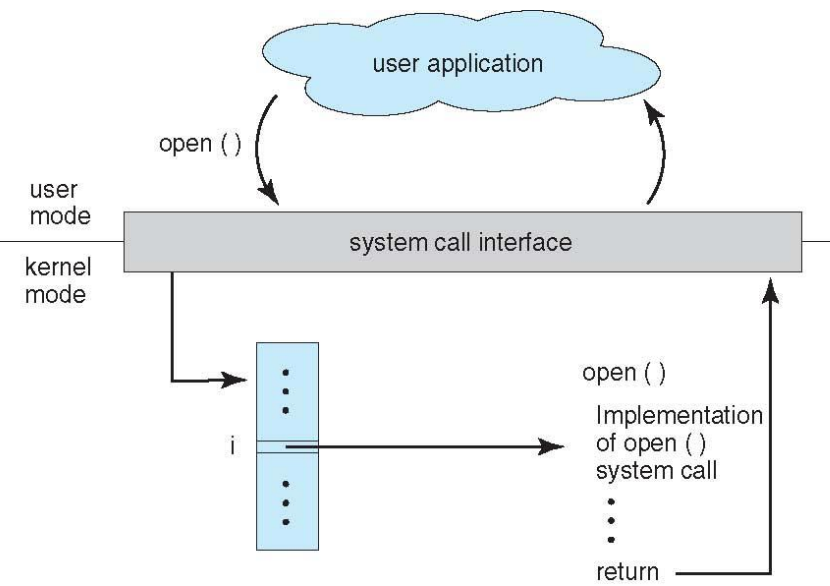 user application
open ( )
user
mode
system call interface
kernel
mode
open ( )
Implementation
of open ( )
system call
i
return